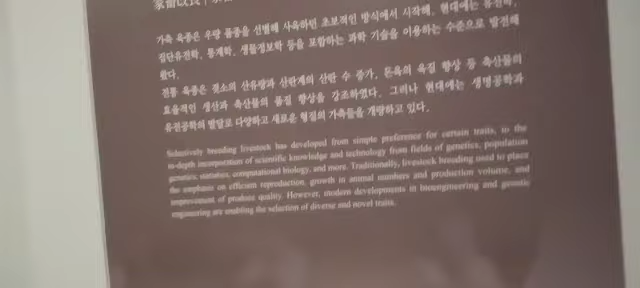 가축 육종은 우량 품종을 선별해 사육하던 초보적인 방식에서 시작해, 현대에는 유전학,
집단유전학, 통계학, 생물정보학 등을 포함하는 과학 기술을 이용하는 수준으로 발전해
왔다.
전통 육종은 젖소의 산유량과 산란계의 산란 수 증가, 돈육의 육질 향상 등 축산물의
효율적인 생산과 축산물의 품질 향상을 강조하였다. 그러나 현대에는 생명공학과
유전공학의 발달로 다양하고 새로운 형질의 가축들을 개량하고 있다.
Selectively breeding livestock has developed from simple preference for certain traits, to the
in-depth incorporation of scientific knowledge and technology from fields of genetics, population
genetics, statistics, computational biology, and more. Traditionally, livestock breeding used to place
the emphasis on efficient reproduction, growth in animal numbers and production volume, and
improvement of produce quality. However, modern developments in bioengineering and genetic
engineering are enabling the selection of diverse and novel traits.